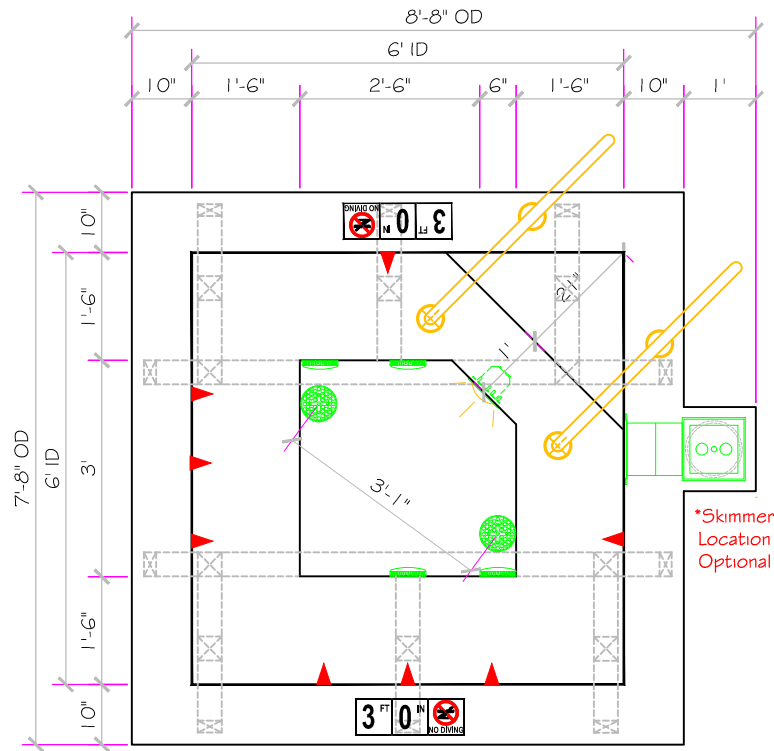 8'-8" OD
6' ID
10" 1'-6" 2'-6" 6" 1'-6" 10" 1'
NO DIVING 0 IN 3 FT
10"
1'-6"
2'-1"
1'
7'-8" OD
6' ID
3'
3'-1"
*Skimmer
Location
Optional
1'-6"
10"
3 FT 0 IN
NO DIVING